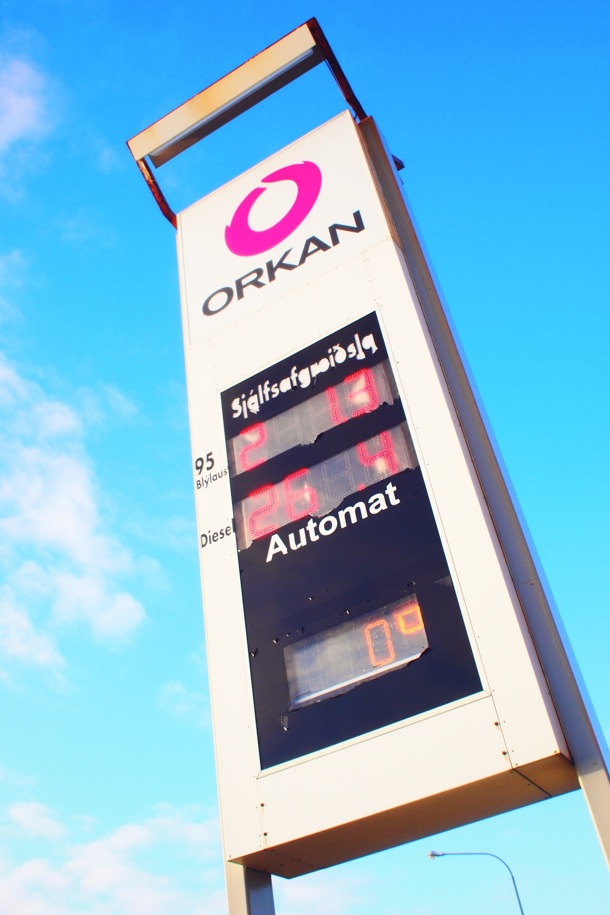 ORKAN
Sjálfsafgreiðsla
95
Blýlaust
Diesel
Automat
0°